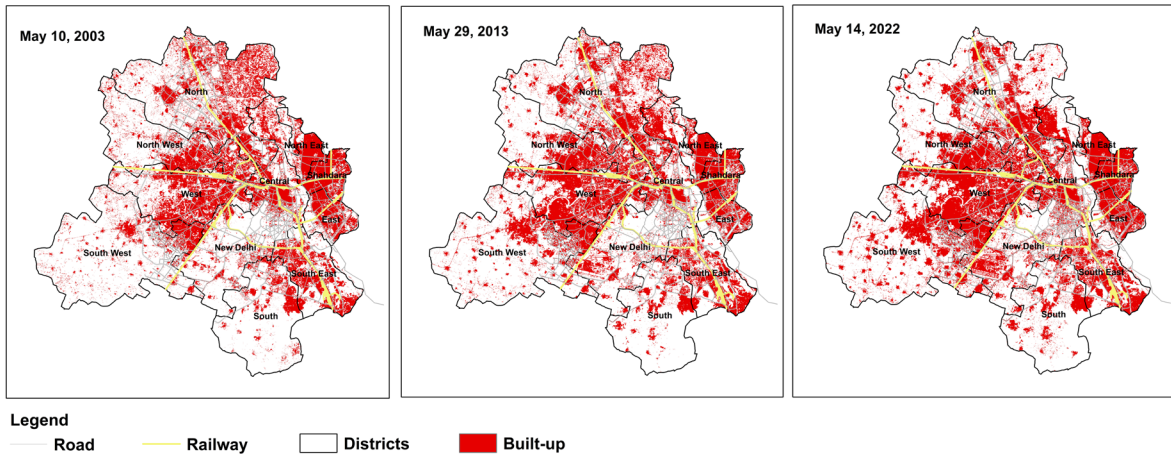 May 10, 2003
North
North West
North East
Shahdara
Central
West
East
New Delhi
South West
South East
South
May 29, 2013
North
North West
North East
Shahdara
Central
West
East
New Delhi
South West
South East
South
May 14, 2022
North
North West
North East
Shahdara
Central
West
East
New Delhi
South West
South East
South
Legend
Road
Railway
Districts
Built-up